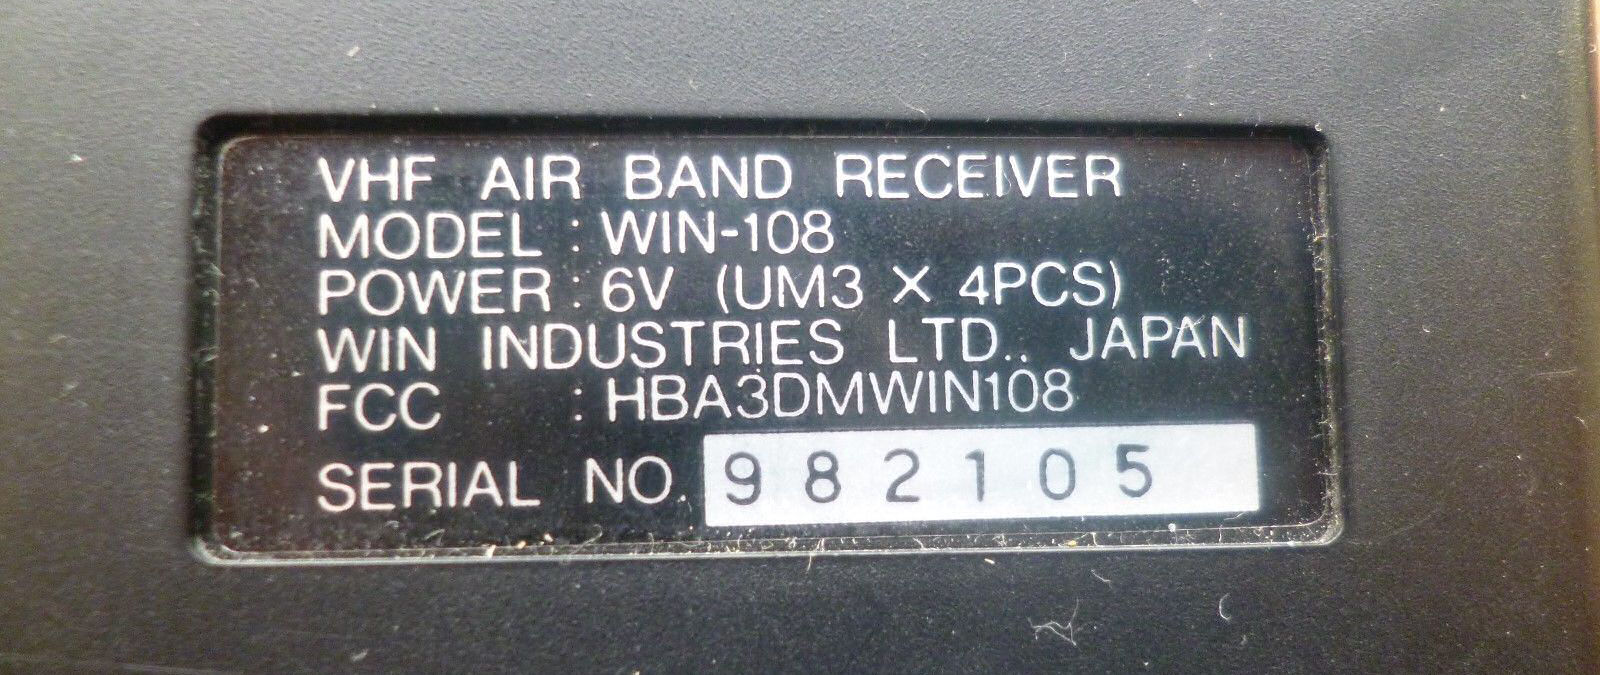 VHF AIR BAND RECEIVER
MODEL : WIN-108
POWER : 6V (UM3 X 4PCS)
WIN INDUSTRIES LTD., JAPAN
FCC : HBA3DMWIN108
SERIAL NO. 982105